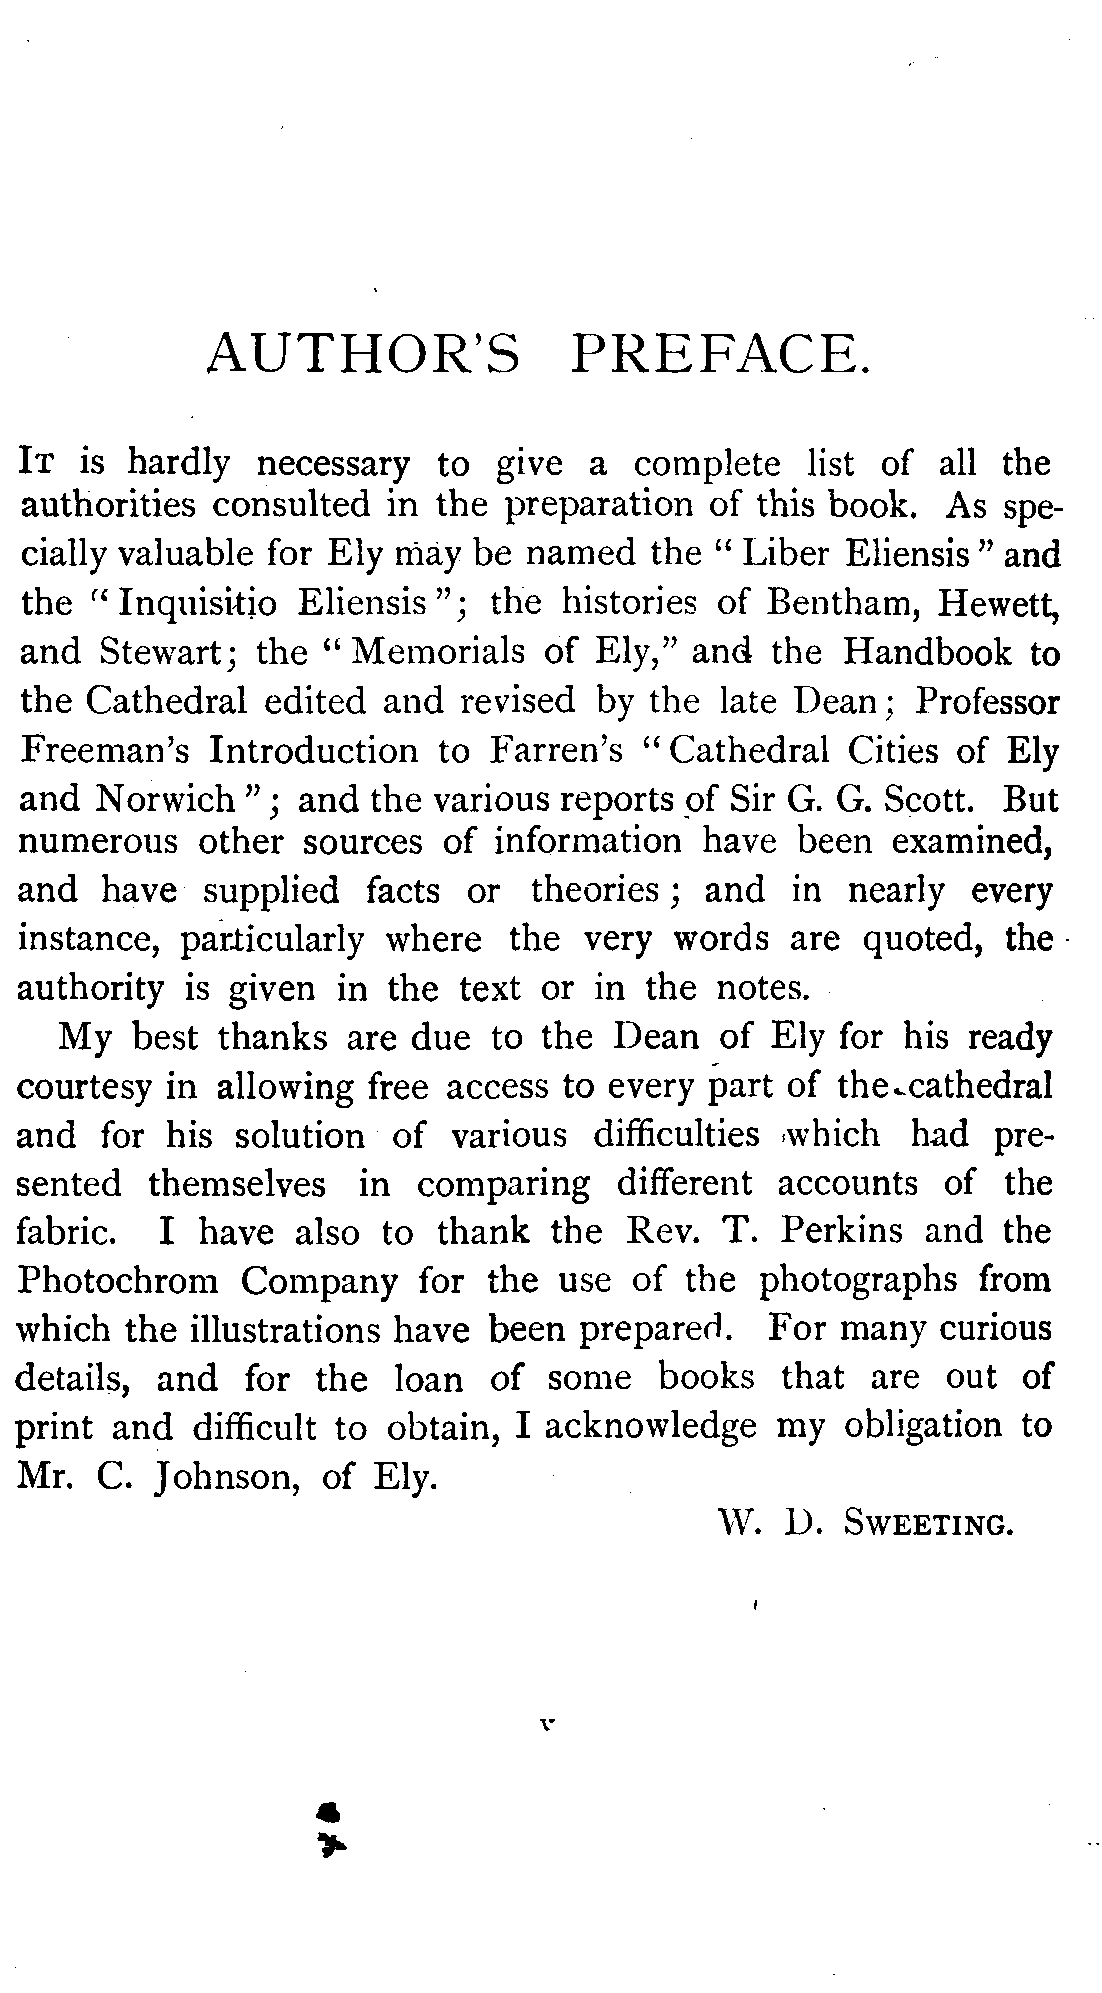 AUTHOR'S PREFACE.
IT is hardly necessary to give a complete list of all the
authorities consulted in the preparation of this book. As spe-
cially valuable for Ely may be named the "Liber Eliensis" and
the "Inquisitio Eliensis"; the histories of Bentham, Hewett,
and Stewart; the "Memorials of Ely," and the Handbook to
the Cathedral edited and revised by the late Dean; Professor
Freeman's Introduction to Farren's "Cathedral Cities of Ely
and Norwich"; and the various reports of Sir G. G. Scott. But
numerous other sources of information have been examined,
and have supplied facts or theories; and in nearly every
instance, particularly where the very words are quoted, the
authority is given in the text or in the notes.
My best thanks are due to the Dean of Ely for his ready
courtesy in allowing free access to every part of the cathedral
and for his solution of various difficulties which had pre-
sented themselves in comparing different accounts of the
fabric. I have also to thank the Rev. T. Perkins and the
Photochrom Company for the use of the photographs from
which the illustrations have been prepared. For many curious
details, and for the loan of some books that are out of
print and difficult to obtain, I acknowledge my obligation to
Mr. C. Johnson, of Ely.
W. D. SWEETING.
v